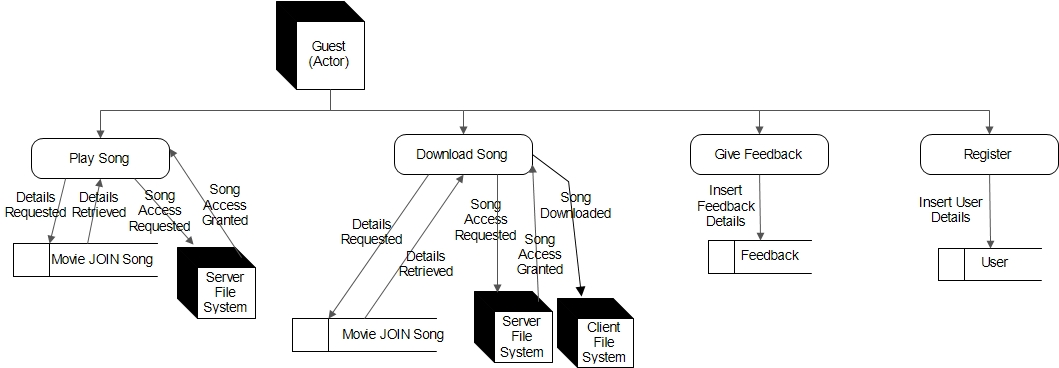 Guest
(Actor)
Play Song
Download Song
Give Feedback
Register
Details
Requested
Details
Retrieved
Song
Access
Requested
Song
Access
Granted
Details
Requested
Details
Retrieved
Song
Access
Requested
Song
Access
Granted
Song
Downloaded
Insert
Feedback
Details
Insert User
Details
Movie JOIN Song
Server
File
System
Movie JOIN Song
Server
File
System
Client
File
System
Feedback
User